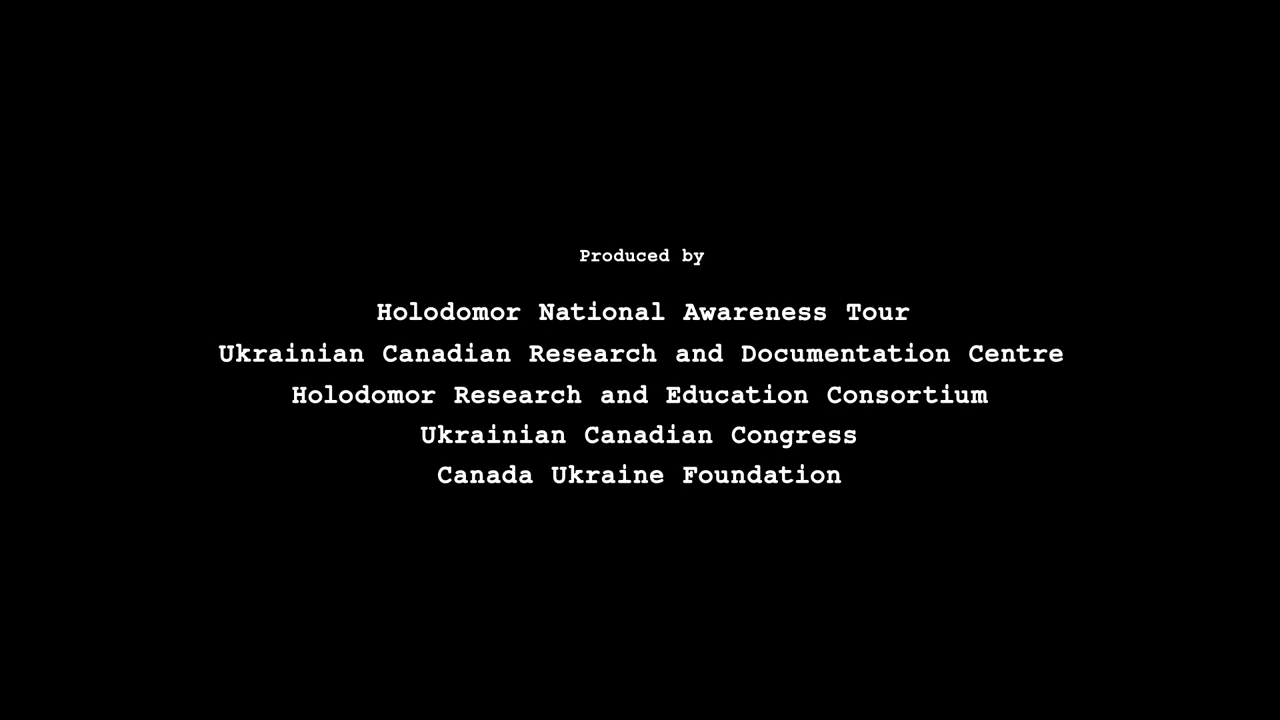 Produced by
Holodomor National Awareness Tour
Ukrainian Canadian Research and Documentation Centre
Holodomor Research and Education Consortium
Ukrainian Canadian Congress
Canada Ukraine Foundation